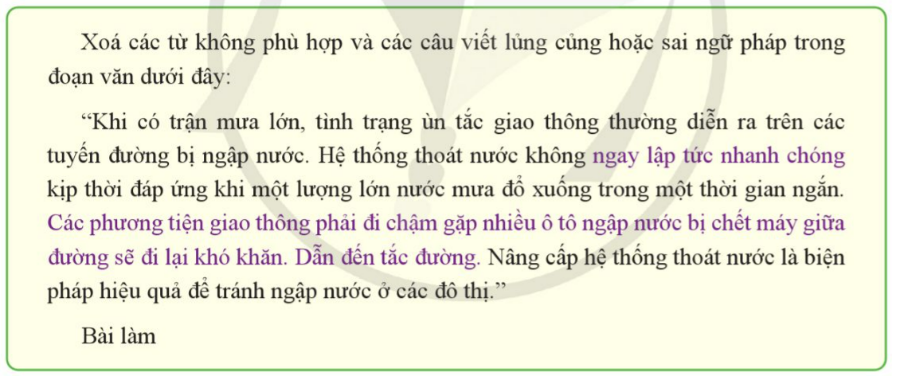 Xoá các từ không phù hợp và các câu viết lủng củng hoặc sai ngữ pháp trong
đoạn văn dưới đây:
“Khi có trận mưa lớn, tình trạng ùn tắc giao thông thường diễn ra trên các
tuyến đường bị ngập nước. Hệ thống thoát nước không ngay lập tức nhanh chóng
kịp thời đáp ứng khi một lượng lớn nước mưa đổ xuống trong một thời gian ngắn.
Các phương tiện giao thông phải đi chậm gặp nhiều ô tô ngập nước bị chết máy giữa
đường sẽ đi lại khó khăn. Dẫn đến tắc đường. Nâng cấp hệ thống thoát nước là biện
pháp hiệu quả để tránh ngập nước ở các đô thị.”
Bài làm